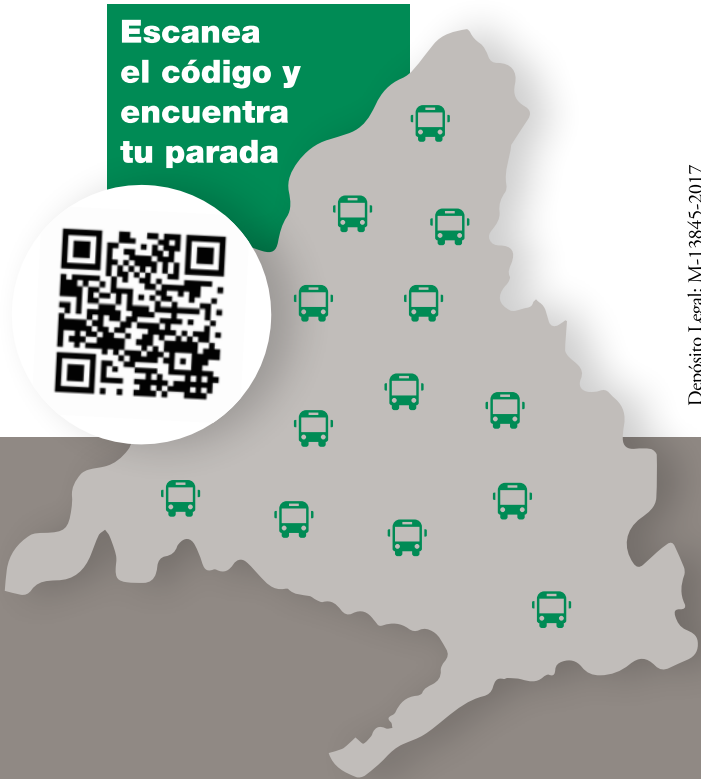 Escanea
el código y
encuentra
tu parada
Depósito Legal: M-13845-2017